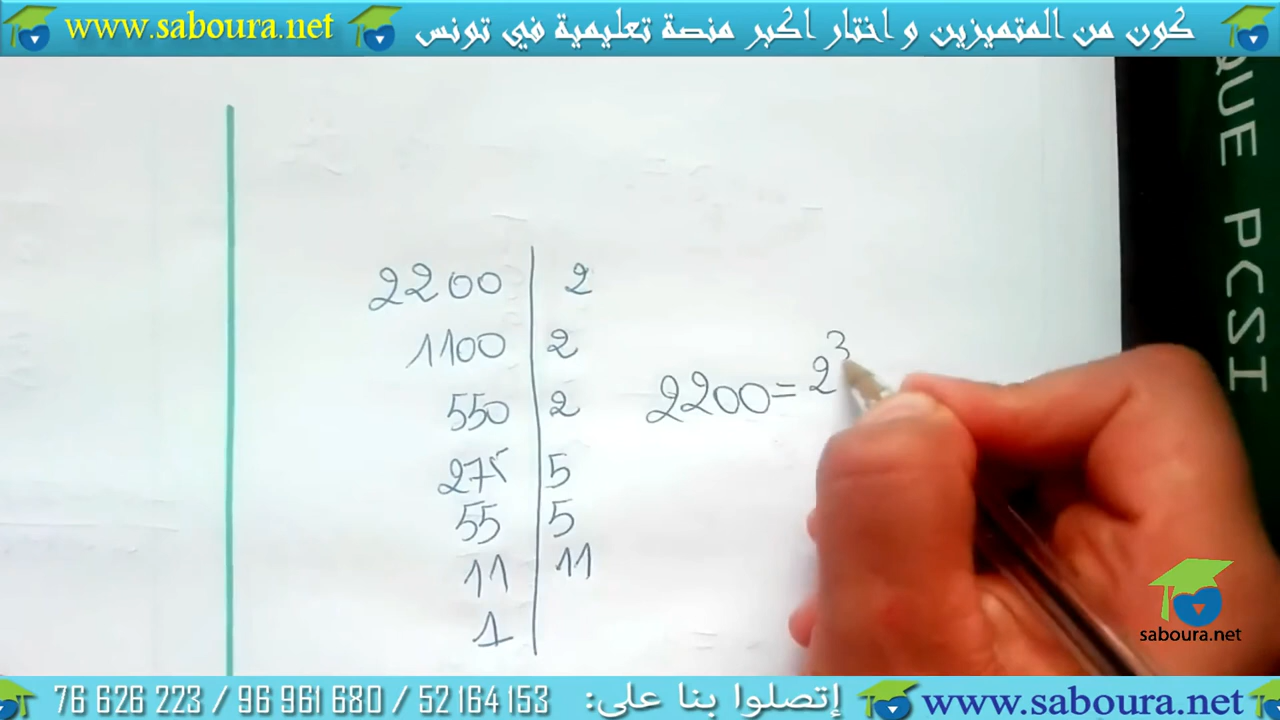 www.saboura.net كون من المتميزين و اختار اكبر منصة تعليمية في تونس
QUE PCSI
2200 | 2
1100 | 2
550 | 2
275 | 5
55 | 5
11 | 11
1 |
2200 = 2³
saboura.net
76 626 223 / 96 961 680 / 52 164 153 إتصلوا بنا على: www.saboura.net